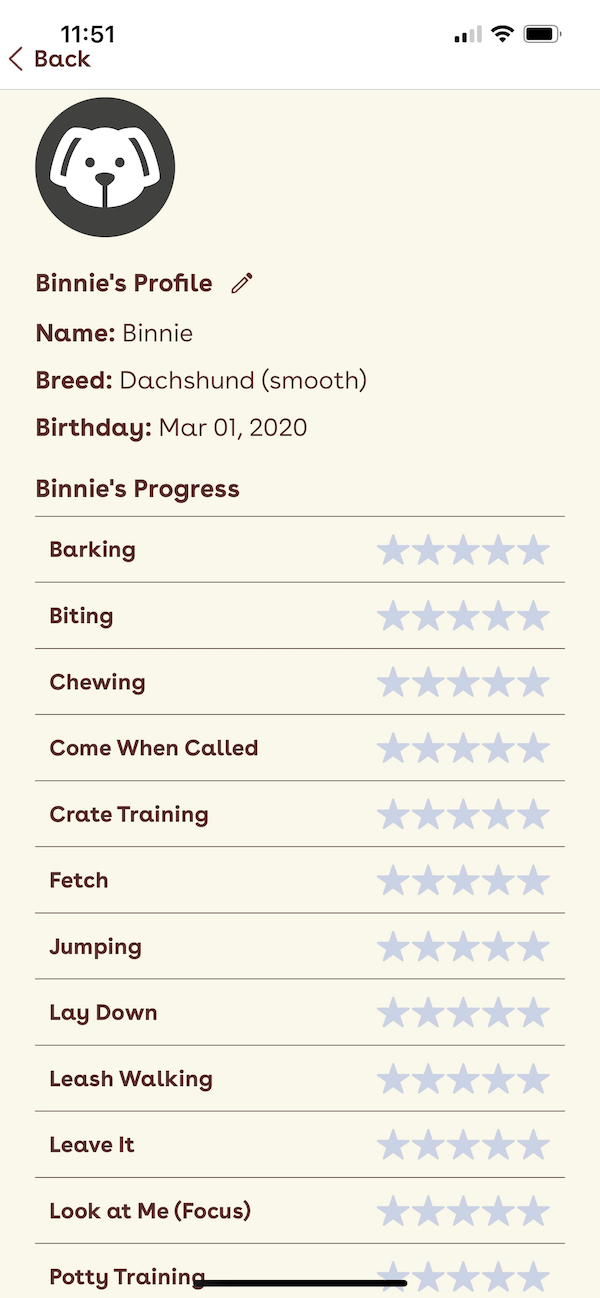 11:51
Back
Binnie's Profile
Name: Binnie
Breed: Dachshund (smooth)
Birthday: Mar 01, 2020
Binnie's Progress
Barking
Biting
Chewing
Come When Called
Crate Training
Fetch
Jumping
Lay Down
Leash Walking
Leave It
Look at Me (Focus)
Potty Training